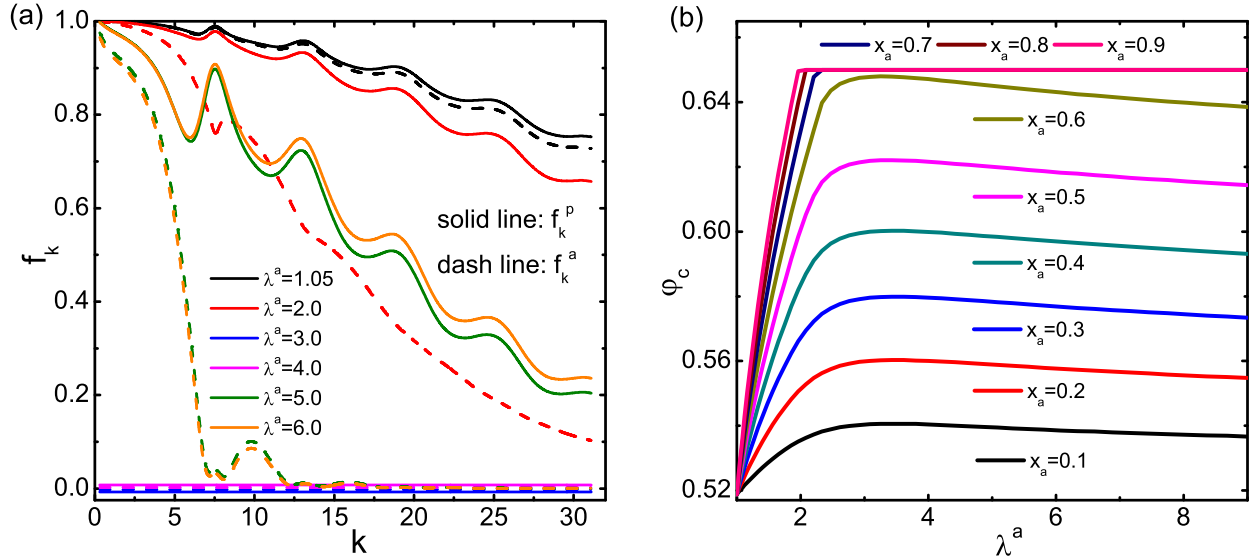 (a)
1.0
0.8
0.6
0.4
0.2
0.0
f_k
0 5 10 15 20 25 30
k
solid line: f_k^p
dash line: f_k^a
λ^a=1.05
λ^a=2.0
λ^a=3.0
λ^a=4.0
λ^a=5.0
λ^a=6.0
(b)
0.64
0.60
0.56
0.52
φ_c
2 4 6 8
λ^a
x_a=0.7 x_a=0.8 x_a=0.9
x_a=0.6
x_a=0.5
x_a=0.4
x_a=0.3
x_a=0.2
x_a=0.1